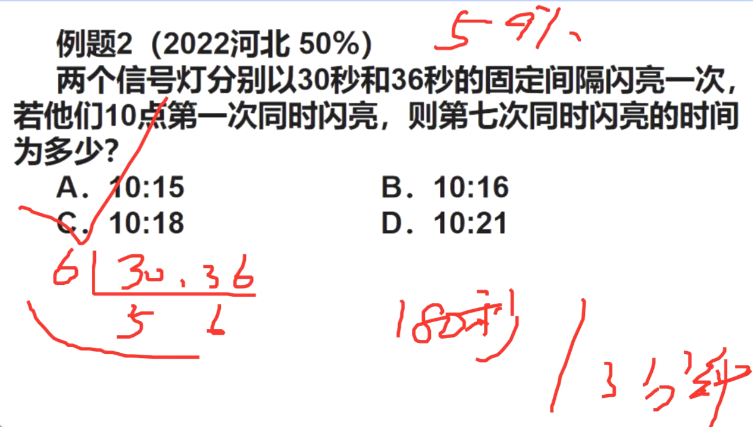 例题2（2022河北 50%）
59%
两个信号灯分别以30秒和36秒的固定间隔闪亮一次，
若他们10点第一次同时闪亮，则第七次同时闪亮的时间
为多少？
A．10:15 B．10:16
C．10:18 D．10:21
6 30.36
5 6
180秒
3分钟